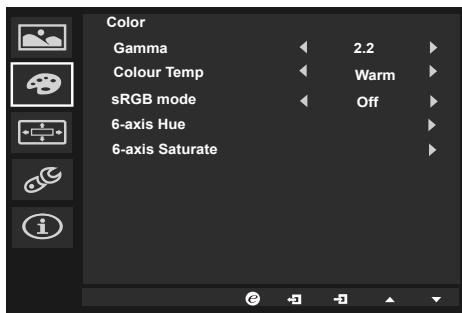 Color
Gamma 2.2
Colour Temp Warm
sRGB mode Off
6-axis Hue
6-axis Saturate